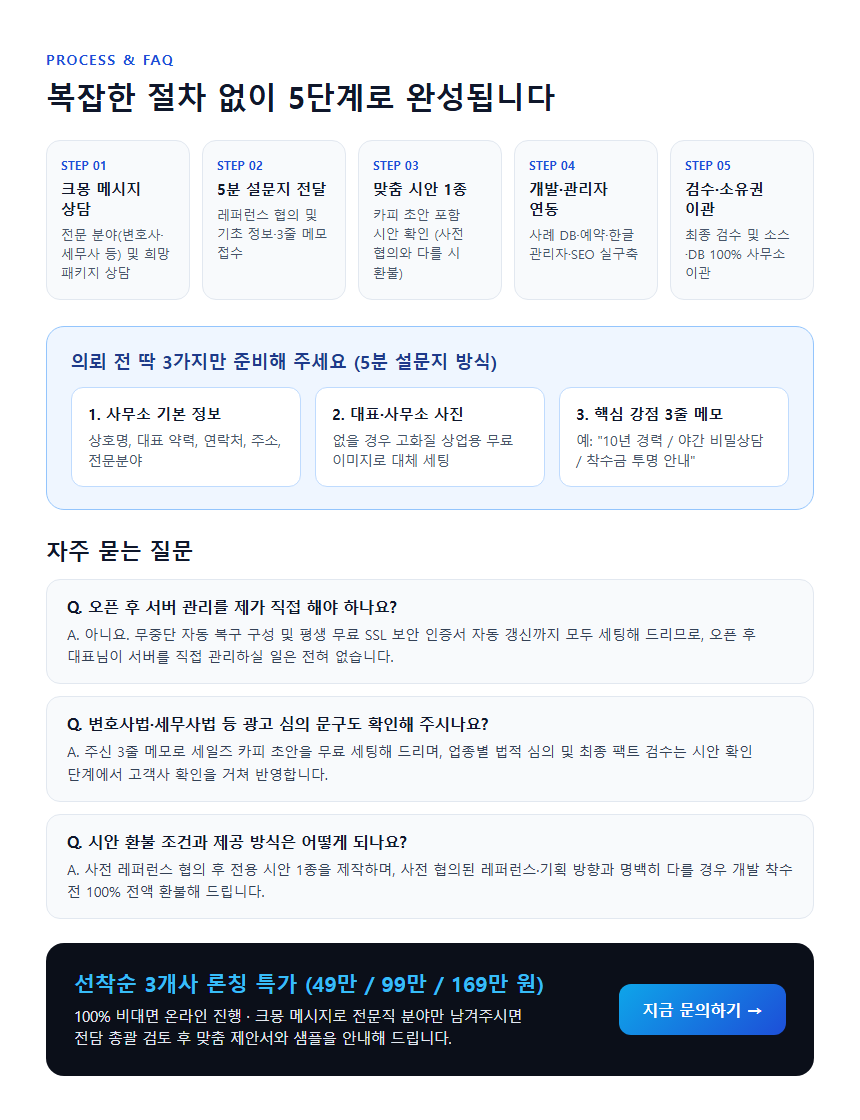 PROCESS & FAQ
복잡한 절차 없이 5단계로 완성됩니다
STEP 01
크몽 메시지
상담
전문 분야(변호사·
세무사 등) 및 희망
패키지 상담
STEP 02
5분 설문지 전달
레퍼런스 협의 및
기초 정보·3줄 메모
접수
STEP 03
맞춤 시안 1종
카피 초안 포함
시안 확인 (사전
협의와 다를 시
환불)
STEP 04
개발·관리자
연동
사례 DB·예약·한글
관리자·SEO 실구축
STEP 05
검수·소유권
이관
최종 검수 및 소스
·DB 100% 사무소
이관
의뢰 전 딱 3가지만 준비해 주세요 (5분 설문지 방식)
1. 사무소 기본 정보
상호명, 대표 약력, 연락처, 주소,
전문분야
2. 대표·사무소 사진
없을 경우 고화질 상업용 무료
이미지로 대체 세팅
3. 핵심 강점 3줄 메모
예: "10년 경력 / 야간 비밀상담
/ 착수금 투명 안내"
자주 묻는 질문
Q. 오픈 후 서버 관리를 제가 직접 해야 하나요?
A. 아니요. 무중단 자동 복구 구성 및 평생 무료 SSL 보안 인증서 자동 갱신까지 모두 세팅해 드리므로, 오픈 후
대표님이 서버를 직접 관리하실 일은 전혀 없습니다.
Q. 변호사법·세무사법 등 광고 심의 문구도 확인해 주시나요?
A. 주신 3줄 메모로 세일즈 카피 초안을 무료 세팅해 드리며, 업종별 법적 심의 및 최종 팩트 검수는 시안 확인
단계에서 고객사 확인을 거쳐 반영합니다.
Q. 시안 환불 조건과 제공 방식은 어떻게 되나요?
A. 사전 레퍼런스 협의 후 전용 시안 1종을 제작하며, 사전 협의된 레퍼런스·기획 방향과 명백히 다를 경우 개발 착수
전 100% 전액 환불해 드립니다.
선착순 3개사 론칭 특가 (49만 / 99만 / 169만 원)
100% 비대면 온라인 진행 · 크몽 메시지로 전문직 분야만 남겨주시면
전담 총괄 검토 후 맞춤 제안서와 샘플을 안내해 드립니다.
지금 문의하기 →